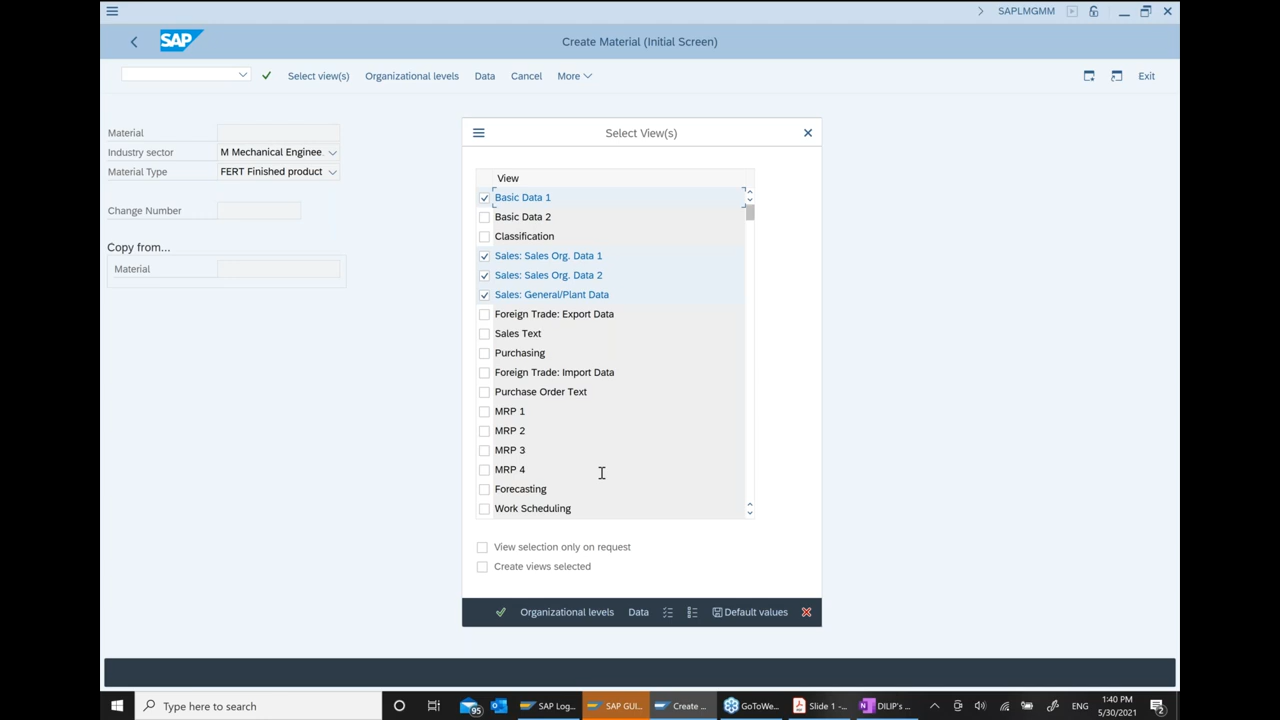 SAPLMGMM
SAP
Create Material (Initial Screen)
Select view(s) Organizational levels Data Cancel More Exit
Material
Industry sector M Mechanical Enginee
Material Type FERT Finished product
Change Number
Copy from...
Material
Select View(s)
View
Basic Data 1
Basic Data 2
Classification
Sales: Sales Org. Data 1
Sales: Sales Org. Data 2
Sales: General/Plant Data
Foreign Trade: Export Data
Sales Text
Purchasing
Foreign Trade: Import Data
Purchase Order Text
MRP 1
MRP 2
MRP 3
MRP 4
Forecasting
Work Scheduling
View selection only on request
Create views selected
Organizational levels Data Default values
Type here to search 95 SAP Log... SAP GUI... Create ... GoToWe... Slide 1 -... DILIP's ... ENG 1:40 PM
5/30/2021 2